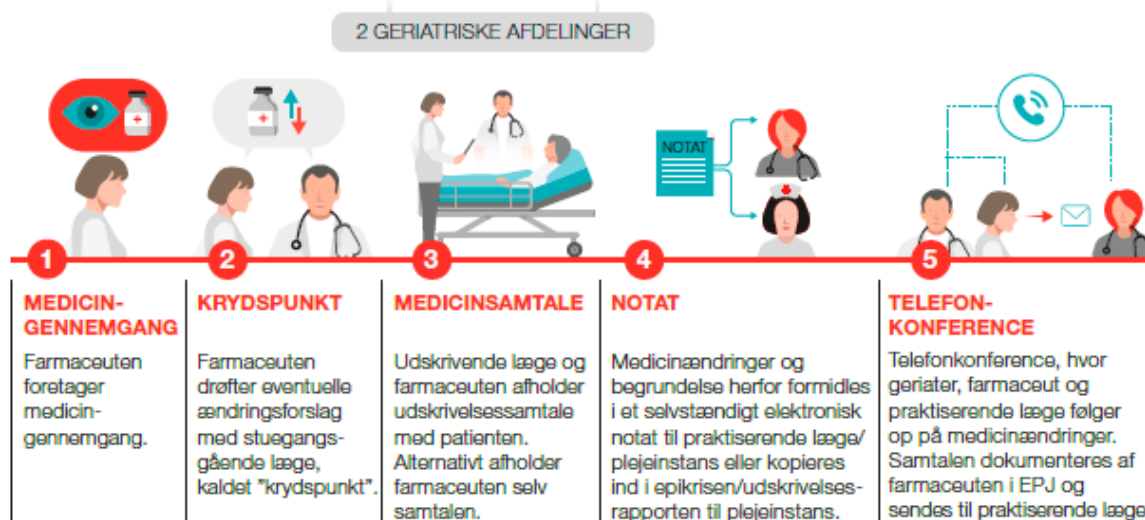 2 GERIATRISKE AFDELINGER
NOTAT
1
2
3
4
5
MEDICIN-
GENNEMGANG
Farmaceuten
foretager
medicin-
gennemgang.
KRYDSPUNKT
Farmaceuten
drøfter eventuelle
ændringsforslag
med stuegangs-
gående læge,
kaldet "krydspunkt".
MEDICINSAMTALE
Udskrivende læge og
farmaceuten afholder
udskrivelsessamtale
med patienten.
Alternativt afholder
farmaceuten selv
samtalen.
NOTAT
Medicinændringer og
begrundelse herfor formidles
i et selvstændigt elektronisk
notat til praktiserende læge/
plejeinstans eller kopieres
ind i epikrisen/udskrivelses-
rapporten til plejeinstans.
TELEFON-
KONFERENCE
Telefonkonference, hvor
geriater, farmaceut og
praktiserende læge følger
op på medicinændringer.
Samtalen dokumenteres af
farmaceuten i EPJ og
sendes til praktiserende læge